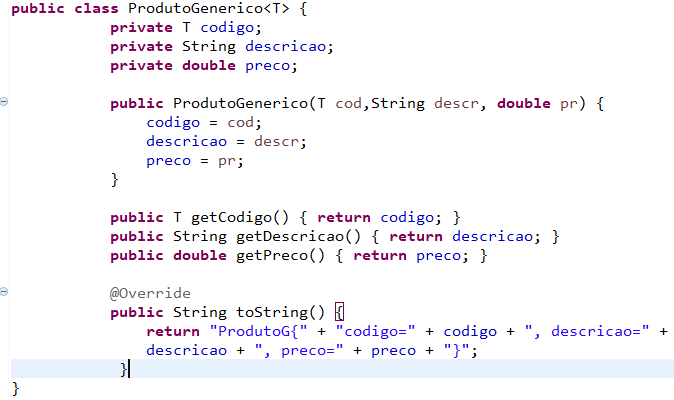 public class ProdutoGenerico<T> {
private T codigo;
private String descricao;
private double preco;
public ProdutoGenerico(T cod,String descr, double pr) {
codigo = cod;
descricao = descr;
preco = pr;
}
public T getCodigo() { return codigo; }
public String getDescricao() { return descricao; }
public double getPreco() { return preco; }
@Override
public String toString() {
return "ProdutoG{" + "codigo=" + codigo + ", descricao=" +
descricao + ", preco=" + preco + "}";
}
}